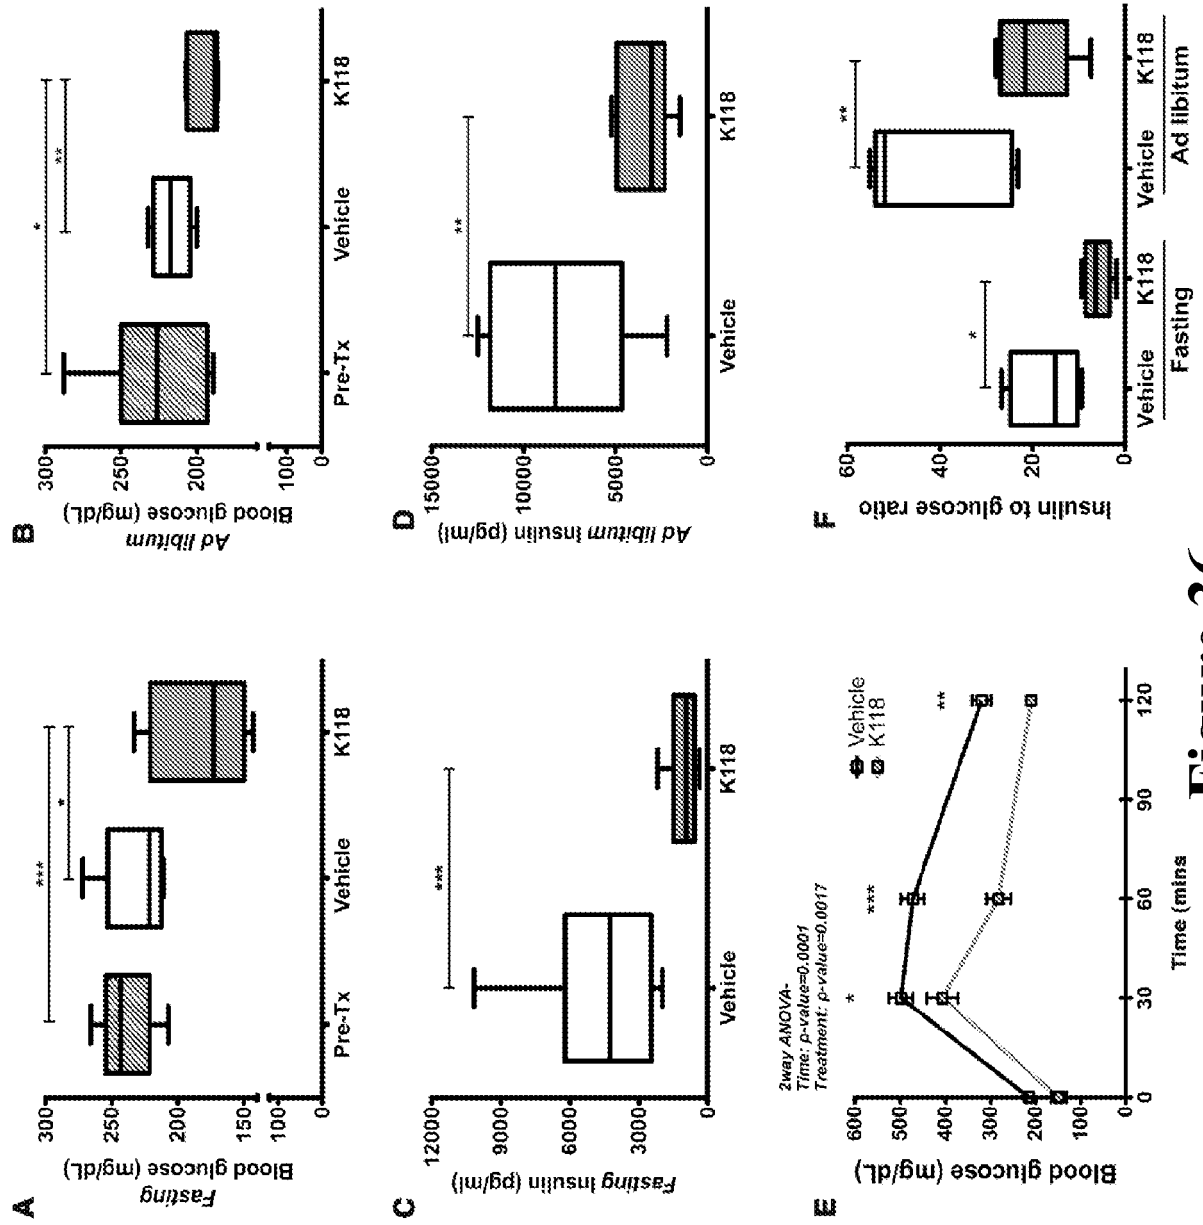 A
Fasting
Blood glucose (mg/dL)
300
250
200
150
100
0
Pre-Tx
Vehicle
K118
***
*
B
Ad libitum
Blood glucose (mg/dL)
300
250
200
100
0
Pre-Tx
Vehicle
K118
*
**
C
Fasting Insulin (pg/ml)
12000
9000
6000
3000
0
Vehicle
K118
***
D
Ad libitum Insulin (pg/ml)
15000
10000
5000
0
Vehicle
K118
**
E
Blood glucose (mg/dL)
600
500
400
300
200
100
0
2way ANOVA-
Time: p-value=0.0001
Treatment: p-value=0.0017
Vehicle
K118
*
***
**
0
30
60
90
120
Time (mins
F
Insulin to glucose ratio
60
40
20
0
*
**
Vehicle
K118
Vehicle
K118
Fasting
Ad libitum